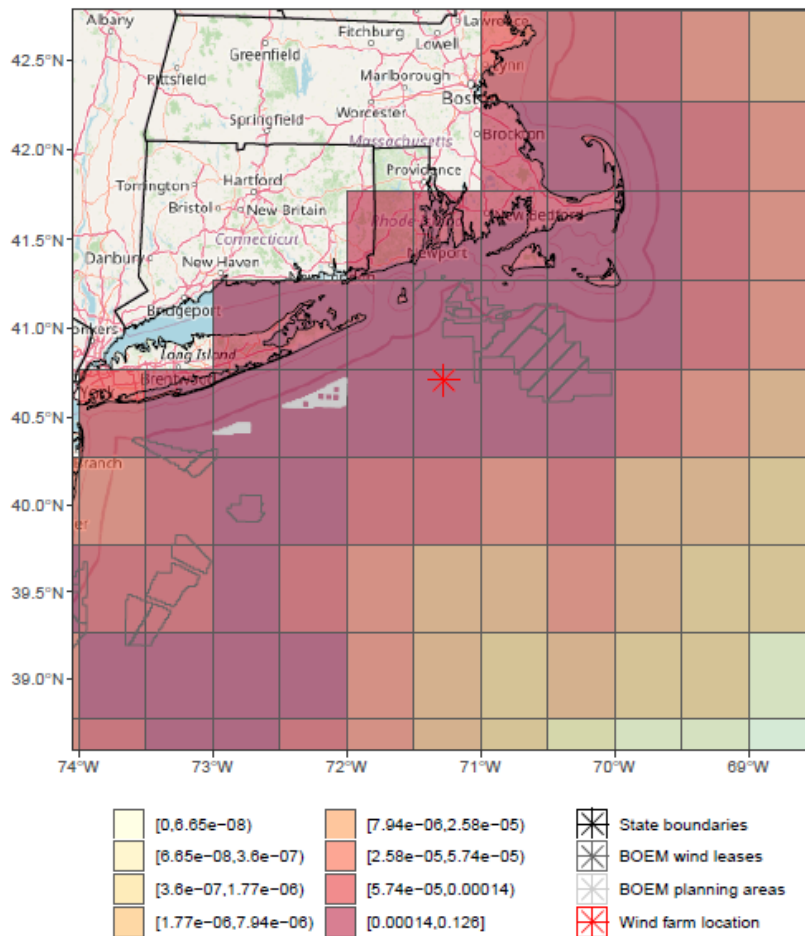 Albany
Fitchburg
Lawrence
Greenfield
Lowell
42.5°N
Lynn
Pittsfield
Marlborough
Bost
Worcester
Springfield
Brockton
42.0°N
Massachusetts
Providence
Torrington
Hartford
Bristol
New Britain
New Bedford
Rhode Island
41.5°N
Connecticut
Danbury
Newport
New Haven
41.0°N
Bridgeport
onkers
Long Island
Brentwood
York
40.5°N
Branch
40.0°N
er
39.5°N
39.0°N
74°W 73°W 72°W 71°W 70°W 69°W
[0,6.65e−08) [7.94e−06,2.58e−05) State boundaries
[6.65e−08,3.6e−07) [2.58e−05,5.74e−05) BOEM wind leases
[3.6e−07,1.77e−06) [5.74e−05,0.00014) BOEM planning areas
[1.77e−06,7.94e−06) [0.00014,0.126] Wind farm location